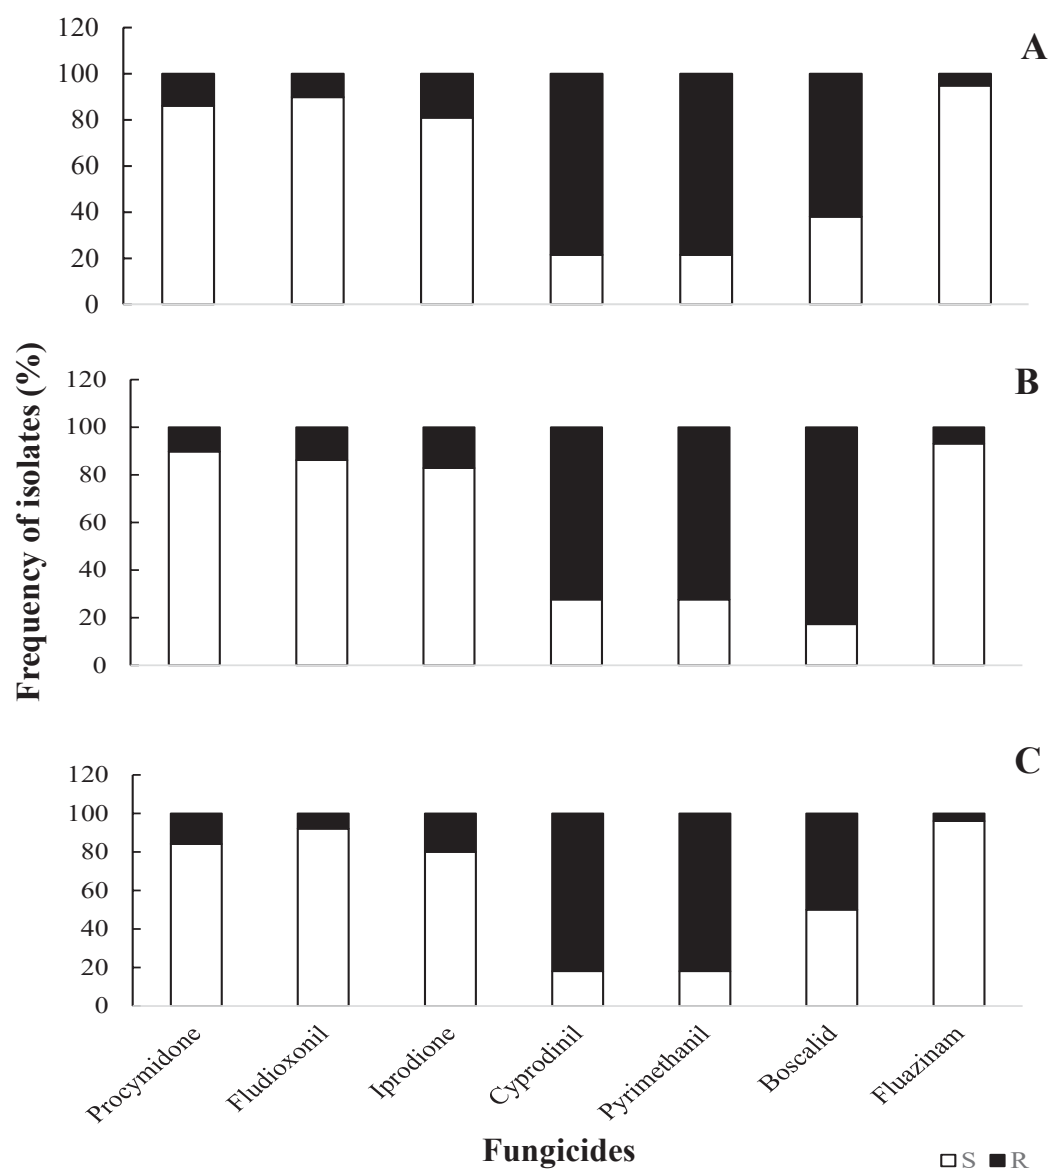 A
120
100
80
60
40
20
0
B
120
100
80
60
40
20
0
C
120
100
80
60
40
20
0
Frequency of isolates (%)
Procymidone
Fludioxonil
Iprodione
Cyprodinil
Pyrimethanil
Boscalid
Fluazinam
Fungicides
S R